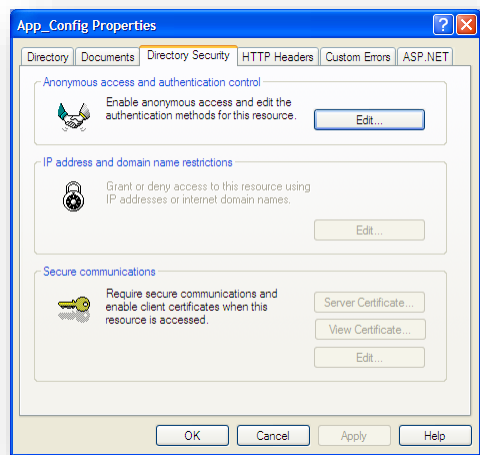 App_Config Properties
?
Directory Documents Directory Security HTTP Headers Custom Errors ASP.NET
Anonymous access and authentication control
Enable anonymous access and edit the
authentication methods for this resource.
Edit...
IP address and domain name restrictions
Grant or deny access to this resource using
IP addresses or internet domain names.
Edit...
Secure communications
Require secure communications and
enable client certificates when this
resource is accessed.
Server Certificate...
View Certificate...
Edit...
OK Cancel Apply Help